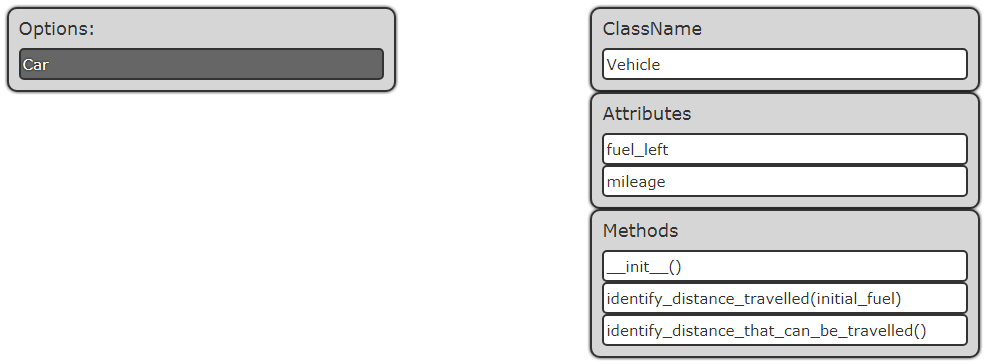 Options:
Car
ClassName
Vehicle
Attributes
fuel_left
mileage
Methods
__init__()
identify_distance_travelled(initial_fuel)
identify_distance_that_can_be_travelled()